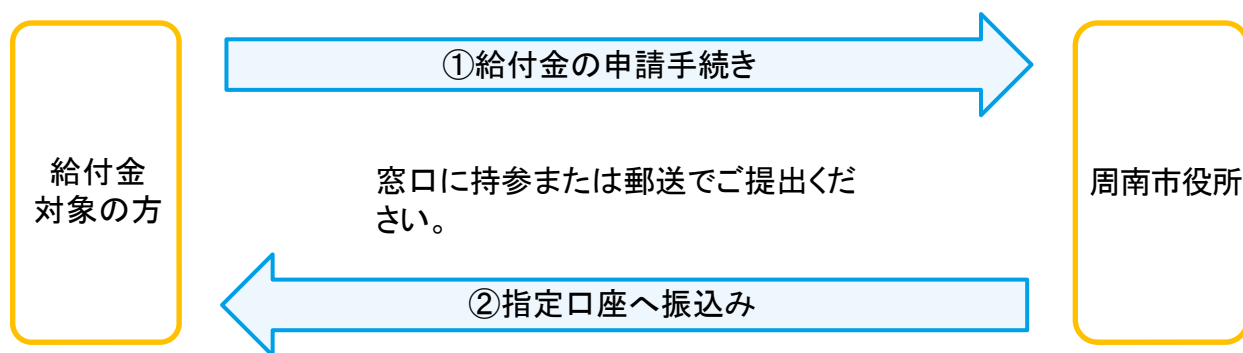 ①給付金の申請手続き
給付金
対象の方
窓口に持参または郵送でご提出くだ
さい。
周南市役所
②指定口座へ振込み